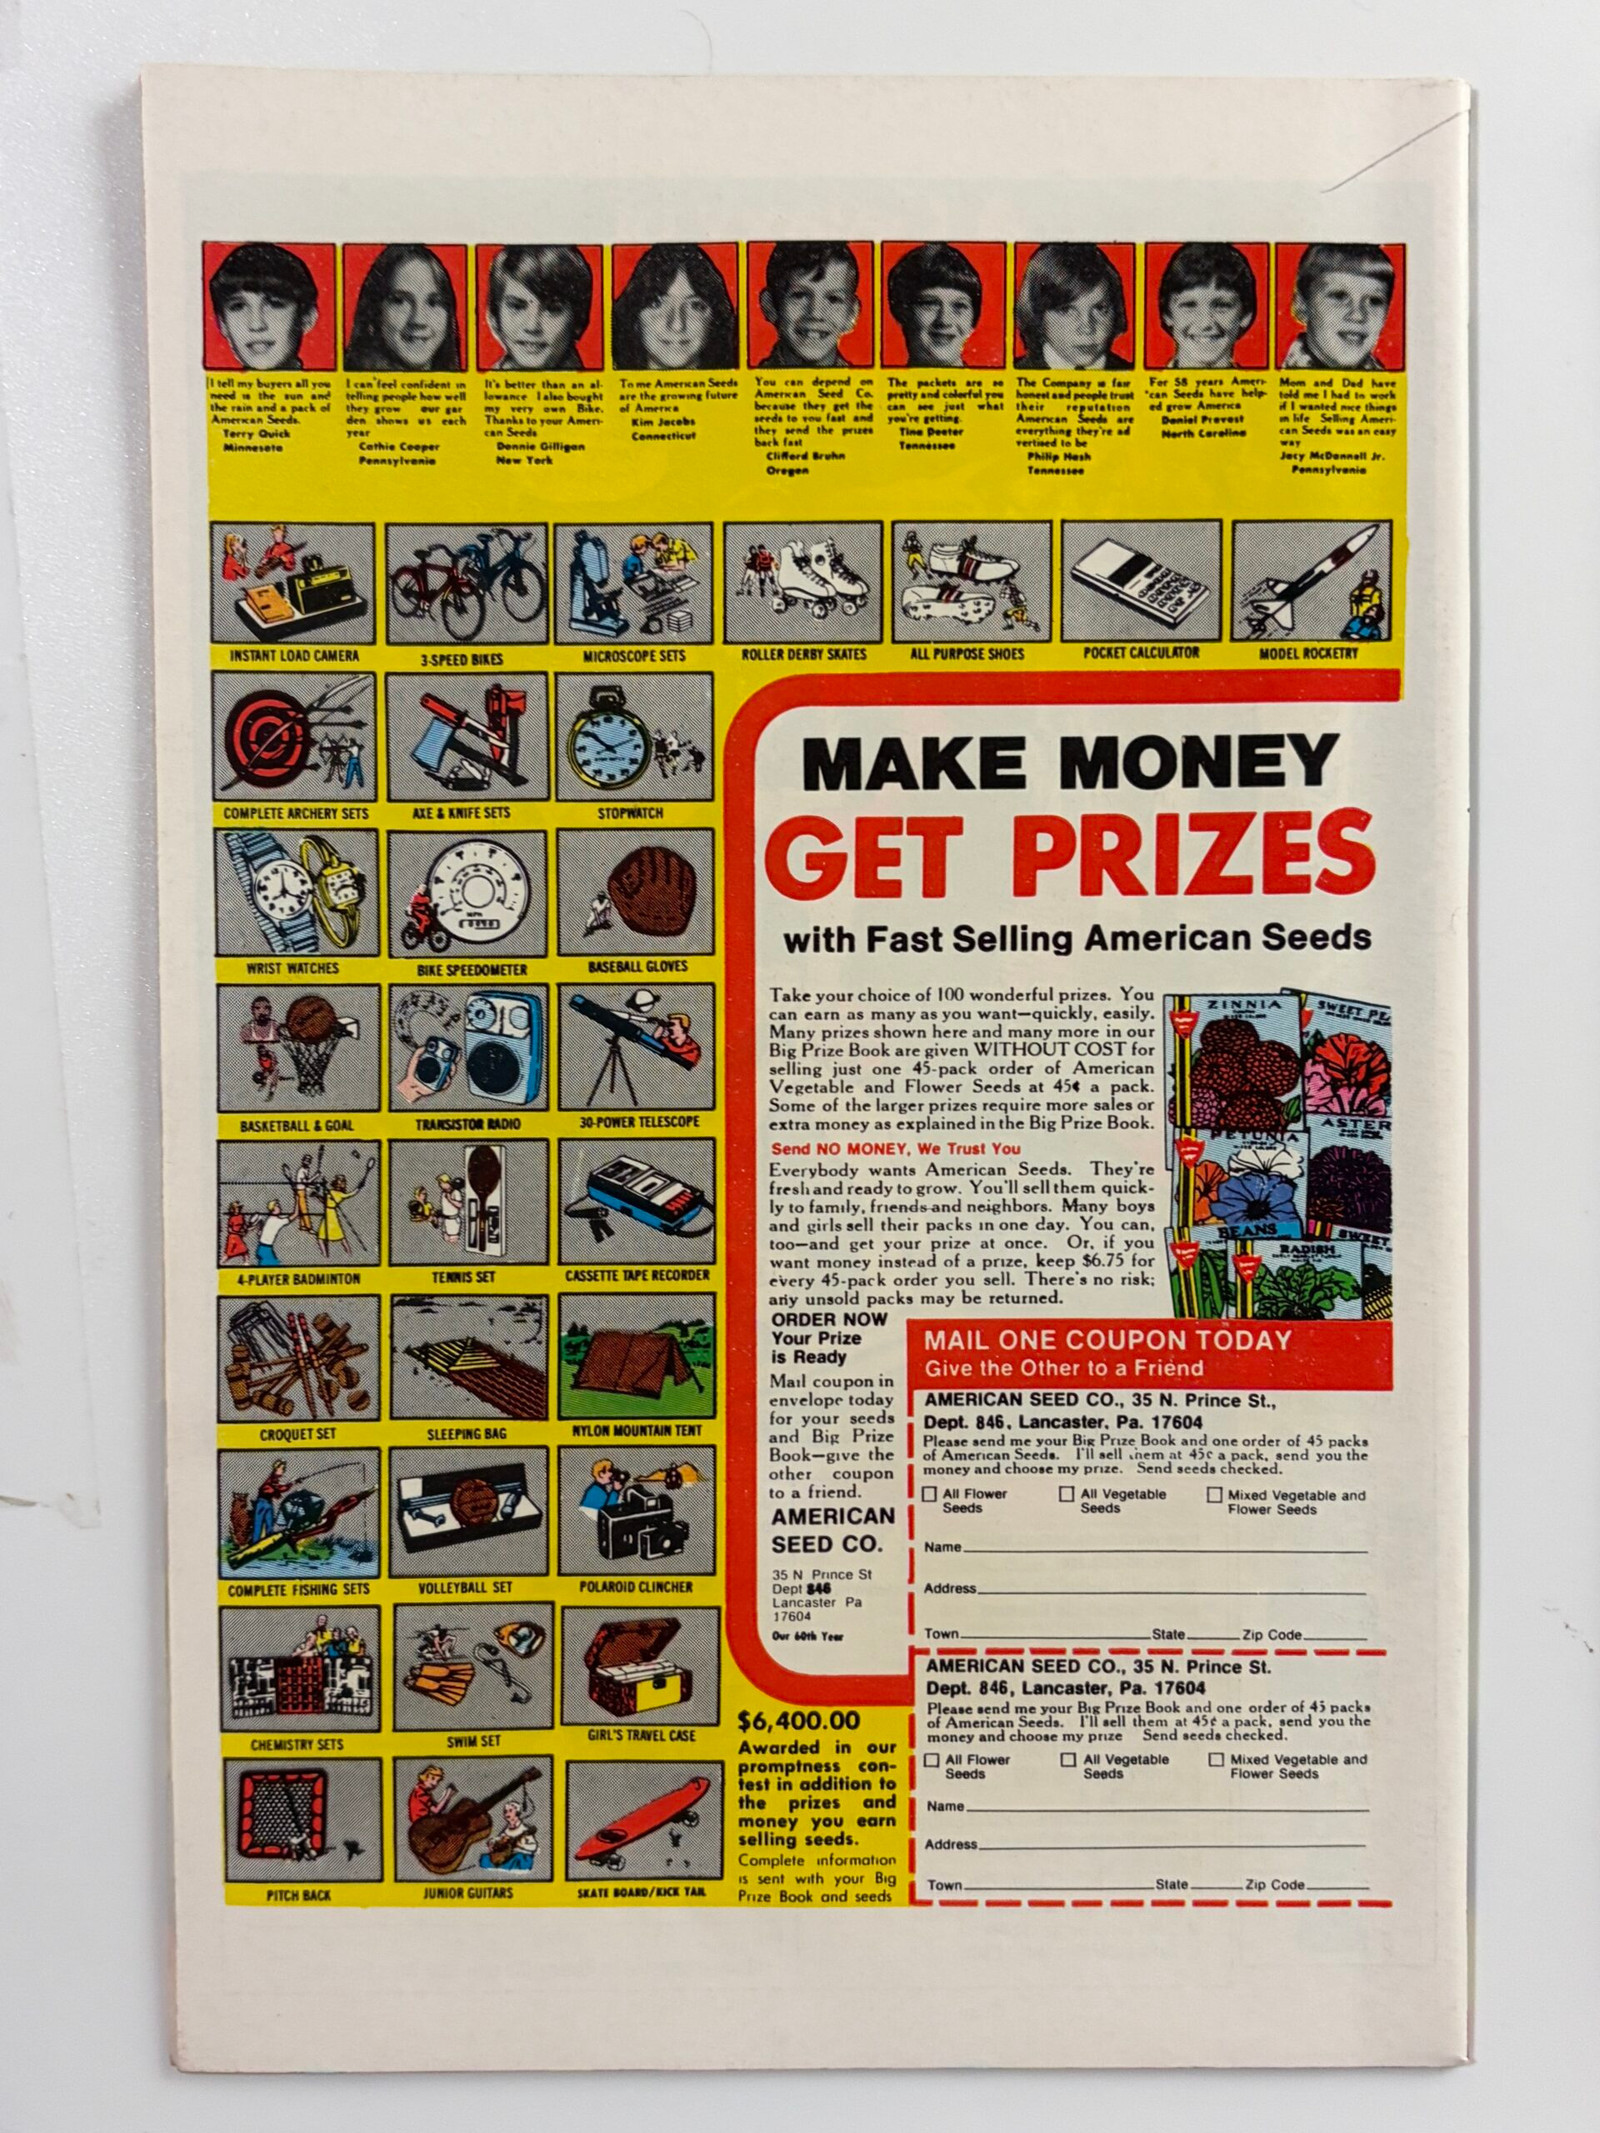 I tell my buyers all you
need is the sun and
the rain and a pack of
American Seeds.
Terry Quick
Minnesota
I can feel confident in
telling people how well
they grow our gar
den shows us each
year
Cathie Cooper
Pennsylvania
It's better than an al-
lowance I also bought
my very own Bike.
Thanks to your Ameri-
can Seeds
Donnie Gilligan
New York
To me American Seeds
are the growing future
of America
Kim Jacobs
Connecticut
You can depend on
American Seed Co.
because they get the
seeds to you fast and
they send the prizes
back fast
Clifford Bruhn
Oregon
The packets are so
pretty and colorful you
can see just what
you're getting.
Tina Deater
Tennessee
The Company is fair
honest and people trust
their reputation
American Seeds are
everything they're ad
vertised to be
Philip Hash
Tennessee
For 58 years Ameri-
can Seeds have help-
ed grow America
Daniel Prevost
North Carolina
Mom and Dad have
told me I had to work
if I wanted nice things
in life Selling Ameri-
can Seeds was an easy
way
Jacy McDonnell Jr.
Pennsylvania
INSTANT LOAD CAMERA
3-SPEED BIKES
MICROSCOPE SETS
ROLLER DERBY SKATES
ALL PURPOSE SHOES
POCKET CALCULATOR
MODEL ROCKETRY
COMPLETE ARCHERY SETS
AXE & KNIFE SETS
STOPWATCH
WRIST WATCHES
BIKE SPEEDOMETER
BASEBALL GLOVES
BASKETBALL & GOAL
TRANSISTOR RADIO
30-POWER TELESCOPE
4-PLAYER BADMINTON
TENNIS SET
CASSETTE TAPE RECORDER
CROQUET SET
SLEEPING BAG
NYLON MOUNTAIN TENT
COMPLETE FISHING SETS
VOLLEYBALL SET
POLAROID CLINCHER
CHEMISTRY SETS
SWIM SET
GIRL'S TRAVEL CASE
PITCH BACK
JUNIOR GUITARS
SKATE BOARD/KICK TAIL
MAKE MONEY
GET PRIZES
with Fast Selling American Seeds
Take your choice of 100 wonderful prizes. You
can earn as many as you want—quickly, easily.
Many prizes shown here and many more in our
Big Prize Book are given WITHOUT COST for
selling just one 45-pack order of American
Vegetable and Flower Seeds at 45¢ a pack.
Some of the larger prizes require more sales or
extra money as explained in the Big Prize Book.
Send NO MONEY, We Trust You
Everybody wants American Seeds. They're
fresh and ready to grow. You'll sell them quick-
ly to family, friends and neighbors. Many boys
and girls sell their packs in one day. You can,
too—and get your prize at once. Or, if you
want money instead of a prize, keep $6.75 for
every 45-pack order you sell. There's no risk;
any unsold packs may be returned.
ZINNIA
SWEET PE
PETUNIA
ASTER
BEANS
RADISH
SWEET
ORDER NOW
Your Prize
is Ready
Mail coupon in
envelope today
for your seeds
and Big Prize
Book—give the
other coupon
to a friend.
AMERICAN
SEED CO.
35 N Prince St
Dept 846
Lancaster Pa
17604
Our 60th Year
MAIL ONE COUPON TODAY
Give the Other to a Friend
AMERICAN SEED CO., 35 N. Prince St.,
Dept. 846, Lancaster, Pa. 17604
Please send me your Big Prize Book and one order of 45 packs
of American Seeds. I'll sell them at 45¢ a pack, send you the
money and choose my prize. Send seeds checked.
All Flower Seeds
All Vegetable Seeds
Mixed Vegetable and Flower Seeds
Name
Address
Town State Zip Code
AMERICAN SEED CO., 35 N. Prince St.
Dept. 846, Lancaster, Pa. 17604
Please send me your Big Prize Book and one order of 45 packs
of American Seeds. I'll sell them at 45¢ a pack, send you the
money and choose my prize Send seeds checked.
All Flower Seeds
All Vegetable Seeds
Mixed Vegetable and Flower Seeds
Name
Address
Town State Zip Code
$6,400.00
Awarded in our
promptness con-
test in addition to
the prizes and
money you earn
selling seeds.
Complete information
is sent with your Big
Prize Book and seeds